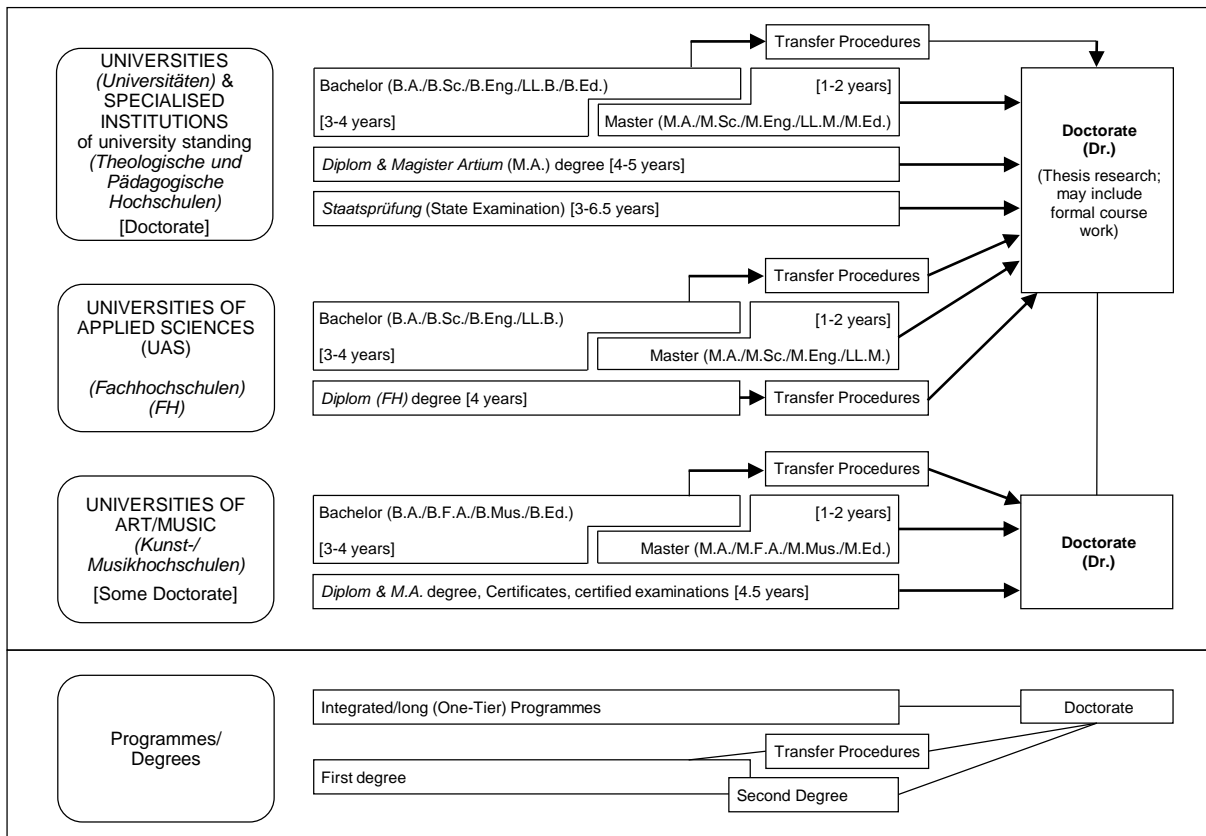 UNIVERSITIES
(Universitäten) &
SPECIALISED
INSTITUTIONS
of university standing
(Theologische und
Pädagogische
Hochschulen)
[Doctorate]
Transfer Procedures
Bachelor (B.A./B.Sc./B.Eng./LL.B./B.Ed.)
[3-4 years]
[1-2 years]
Master (M.A./M.Sc./M.Eng./LL.M./M.Ed.)
Diplom & Magister Artium (M.A.) degree [4-5 years]
Staatsprüfung (State Examination) [3-6.5 years]
Doctorate
(Dr.)
(Thesis research;
may include
formal course
work)
UNIVERSITIES OF
APPLIED SCIENCES
(UAS)
(Fachhochschulen)
(FH)
Transfer Procedures
Bachelor (B.A./B.Sc./B.Eng./LL.B.)
[3-4 years]
[1-2 years]
Master (M.A./M.Sc./M.Eng./LL.M.)
Diplom (FH) degree [4 years]
Transfer Procedures
UNIVERSITIES OF
ART/MUSIC
(Kunst-/
Musikhochschulen)
[Some Doctorate]
Transfer Procedures
Bachelor (B.A./B.F.A./B.Mus./B.Ed.)
[3-4 years]
[1-2 years]
Master (M.A./M.F.A./M.Mus./M.Ed.)
Diplom & M.A. degree, Certificates, certified examinations [4.5 years]
Doctorate
(Dr.)
Programmes/
Degrees
Integrated/long (One-Tier) Programmes
Doctorate
Transfer Procedures
First degree
Second Degree